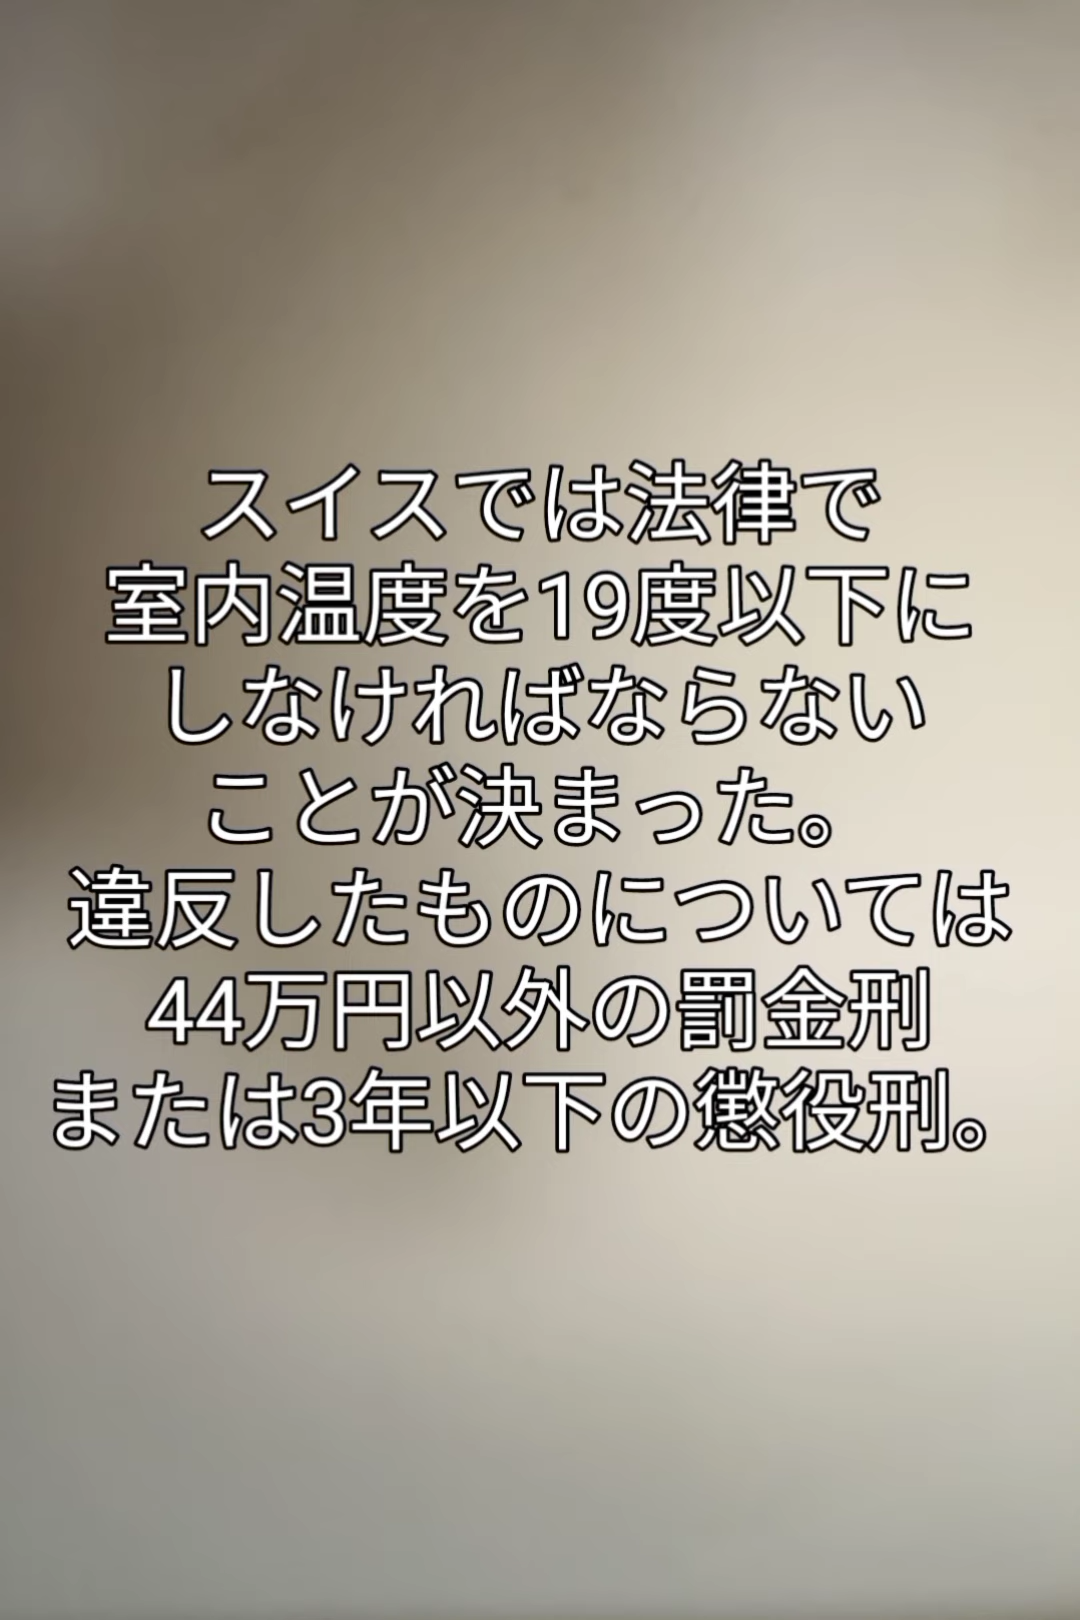 スイスでは法律で
室内温度を19度以下に
しなければならない
ことが決まった。
違反したものについては
44万円以外の罰金刑
または3年以下の懲役刑。